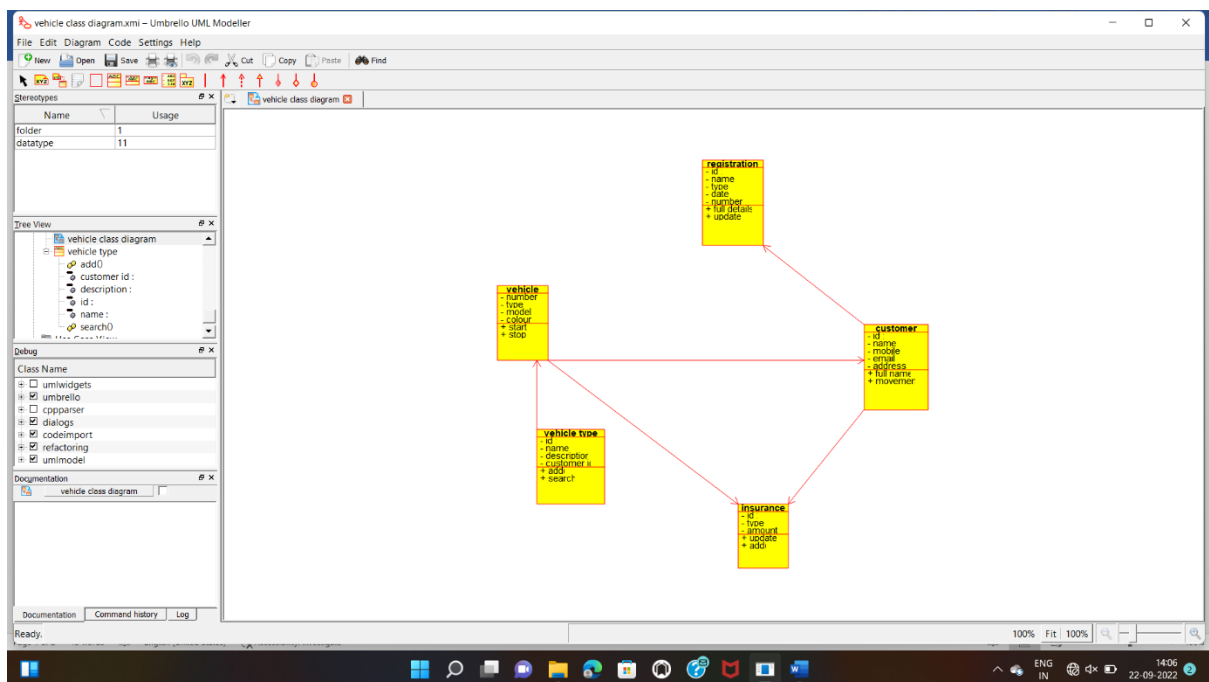 vehicle class diagram.xmi – Umbrello UML Modeller
File Edit Diagram Code Settings Help
New Open Save Cut Copy Paste Find
Stereotypes
Name Usage
folder 1
datatype 11
Tree View
vehicle class diagram
vehicle type
add()
customer id :
description :
id :
name :
search()
Debug
Class Name
umlwidgets
umbrello
cppparser
dialogs
codeimport
refactoring
umlmodel
Documentation
vehicle class diagram
Documentation Command history Log
Ready.
vehicle class diagram
registration
- id
- name
- type
- date
- number
+ full details
+ update
vehicle
- number
- type
- model
- colour
+ start
+ stop
customer
- id
- name
- mobile
- email
- address
+ full name
+ movemen
vehicle type
- id
- name
- description
- customer i
+ add
+ search
insurance
- id
- type
- amount
+ update
+ add
100% Fit 100%
ENG
IN
14:06
22-09-2022
2